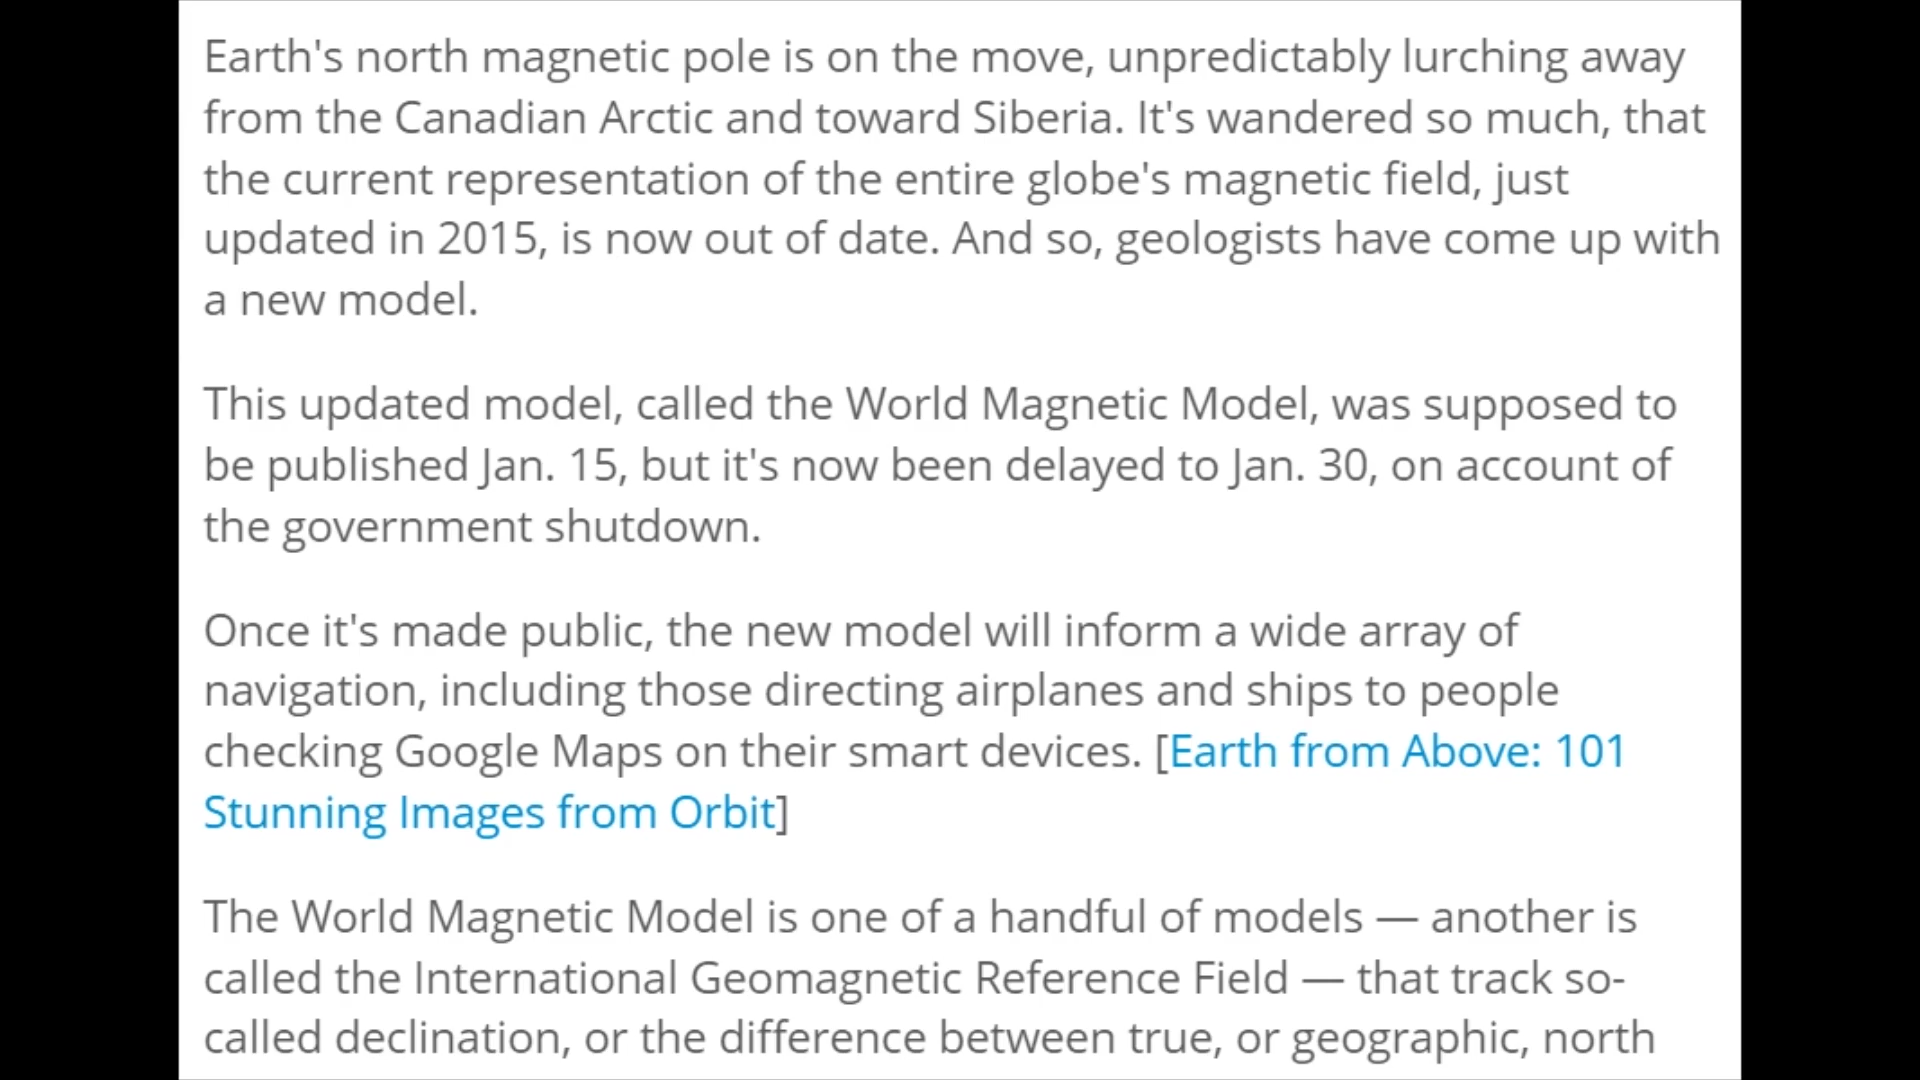 Earth's north magnetic pole is on the move, unpredictably lurching away
from the Canadian Arctic and toward Siberia. It's wandered so much, that
the current representation of the entire globe's magnetic field, just
updated in 2015, is now out of date. And so, geologists have come up with
a new model.
This updated model, called the World Magnetic Model, was supposed to
be published Jan. 15, but it's now been delayed to Jan. 30, on account of
the government shutdown.
Once it's made public, the new model will inform a wide array of
navigation, including those directing airplanes and ships to people
checking Google Maps on their smart devices. [Earth from Above: 101
Stunning Images from Orbit]
The World Magnetic Model is one of a handful of models — another is
called the International Geomagnetic Reference Field — that track so-
called declination, or the difference between true, or geographic, north